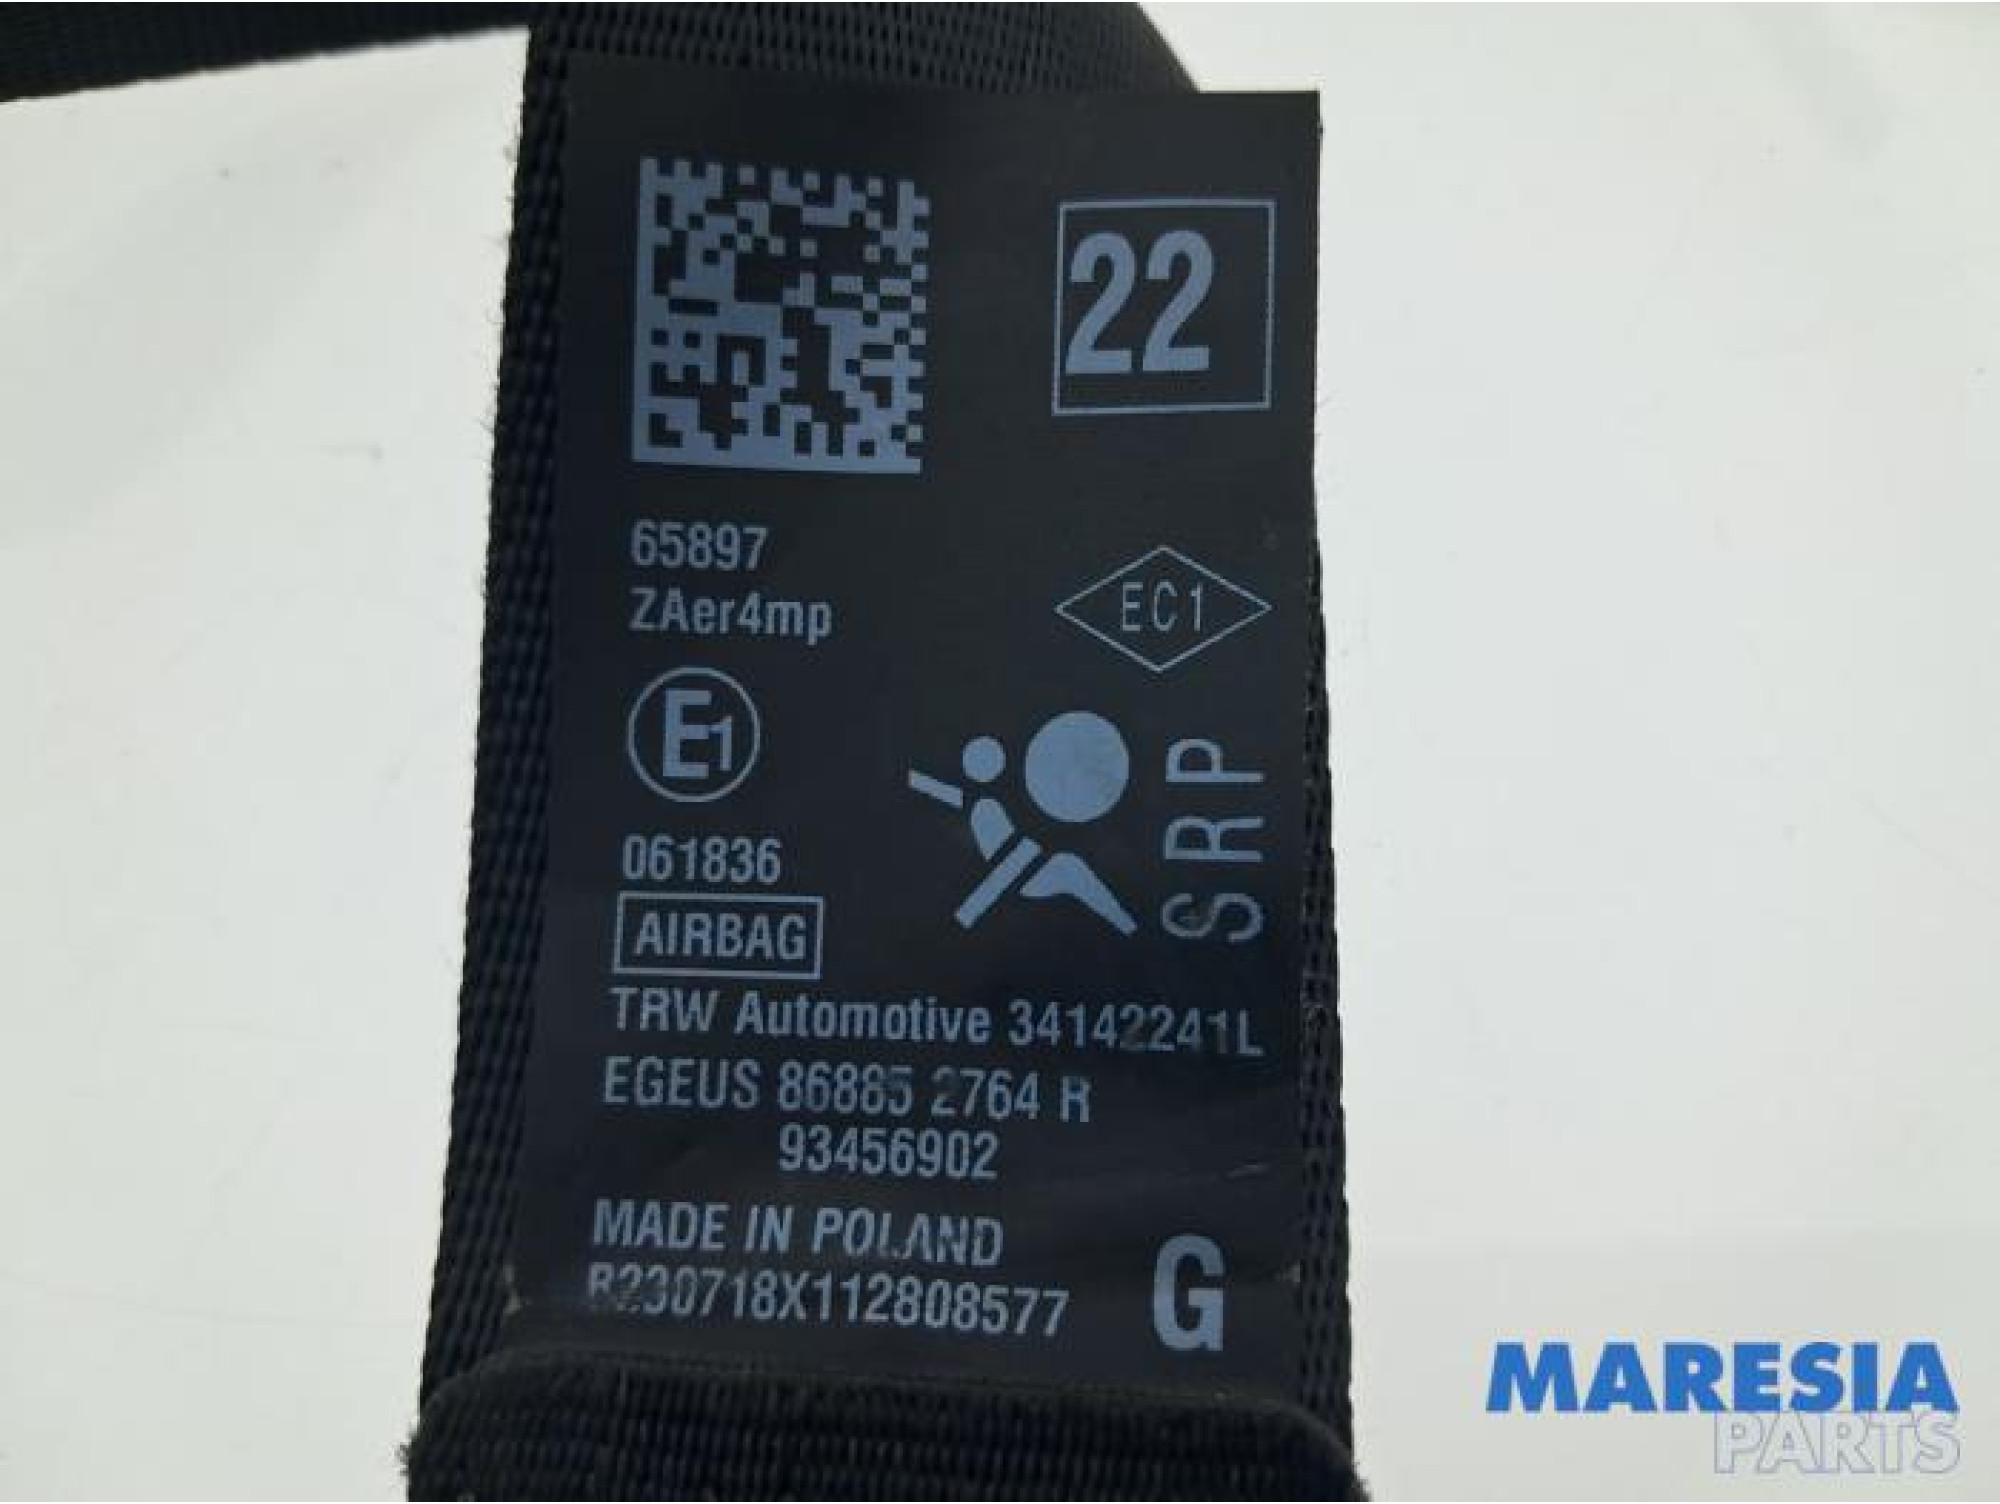 22
65897
ZAer4mp
EC1
E1
SRP
061836
AIRBAG
TRW Automotive 34142241L
EGEUS 86885 2764 R
93456902
MADE IN POLAND
R230718X112808577
G
MARESIA
PARTS